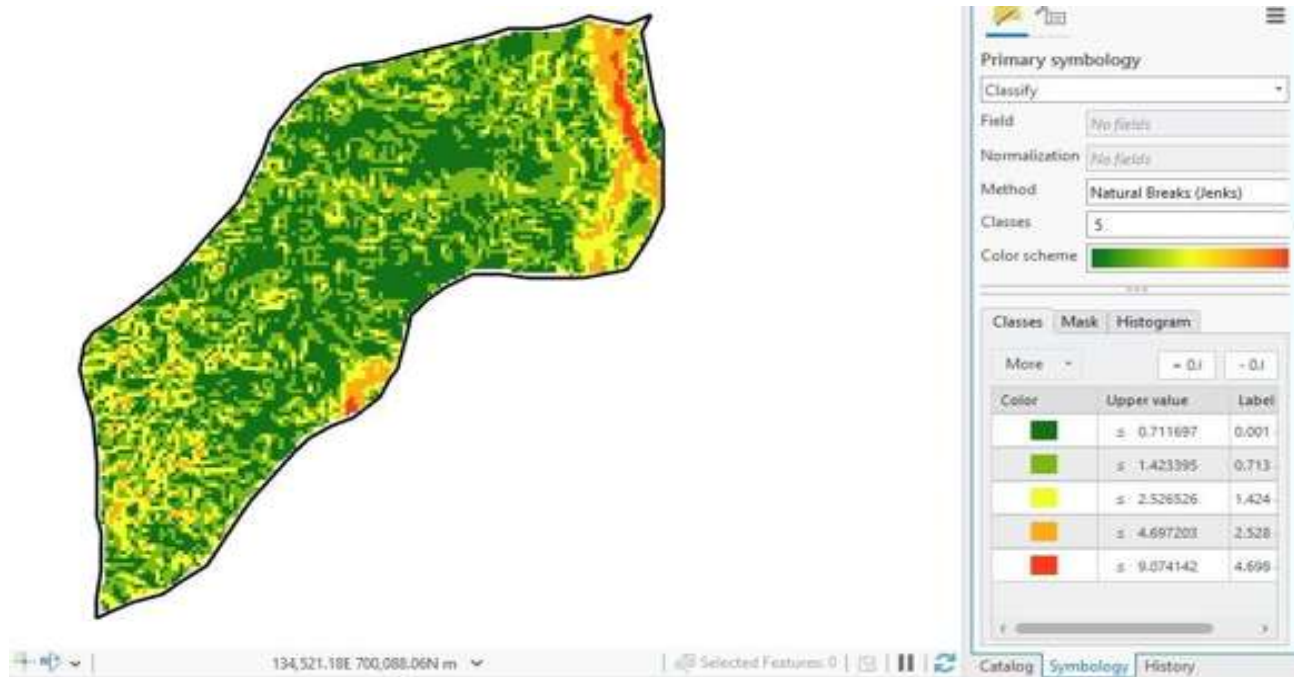 Primary symbology
Classify
Field No fields
Normalization No fields
Method Natural Breaks (Jenks)
Classes 5
Color scheme
Classes Mask Histogram
More
Color Upper value Label
≤ 0.711697 0.001
≤ 1.423395 0.713
≤ 2.526526 1.424
≤ 4.697203 2.528
≤ 9.074142 4.698
134,521.18E 700,088.06N m Selected Features: 0
Catalog Symbology History